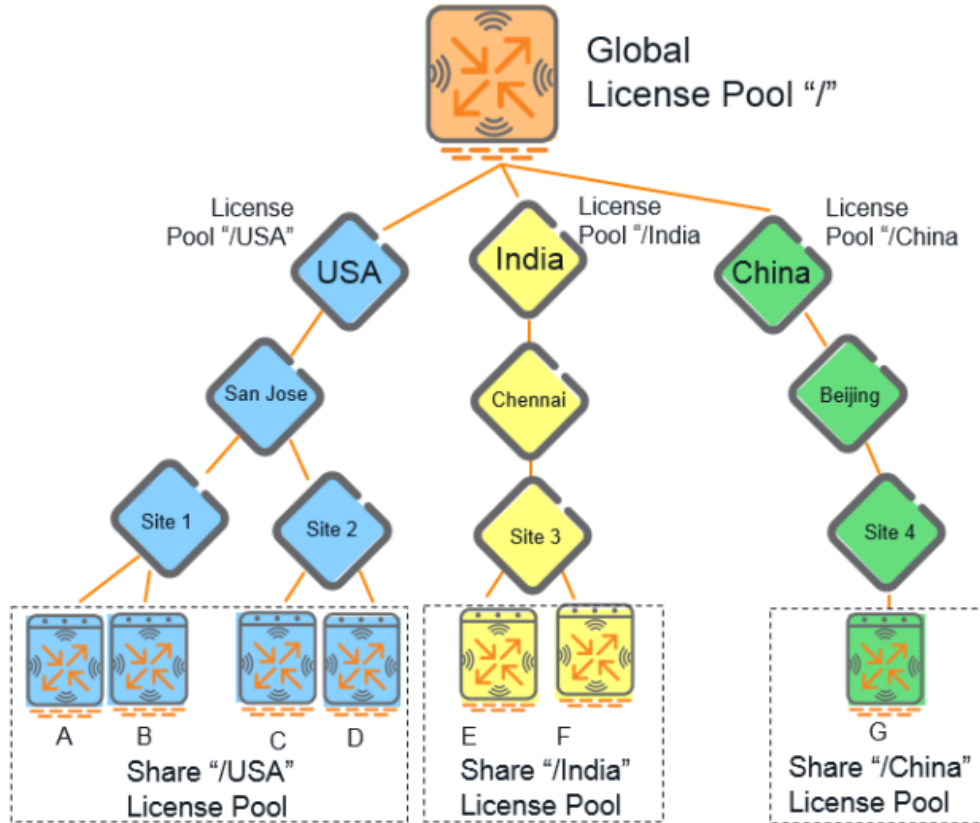 Global
License Pool “/”
License
Pool “/USA”
License
Pool “/India
License
Pool “/China
USA
India
China
San Jose
Chennai
Beijing
Site 1
Site 2
Site 3
Site 4
A
B
C
D
E
F
G
Share “/USA”
License Pool
Share “/India”
License Pool
Share “/China”
License Pool